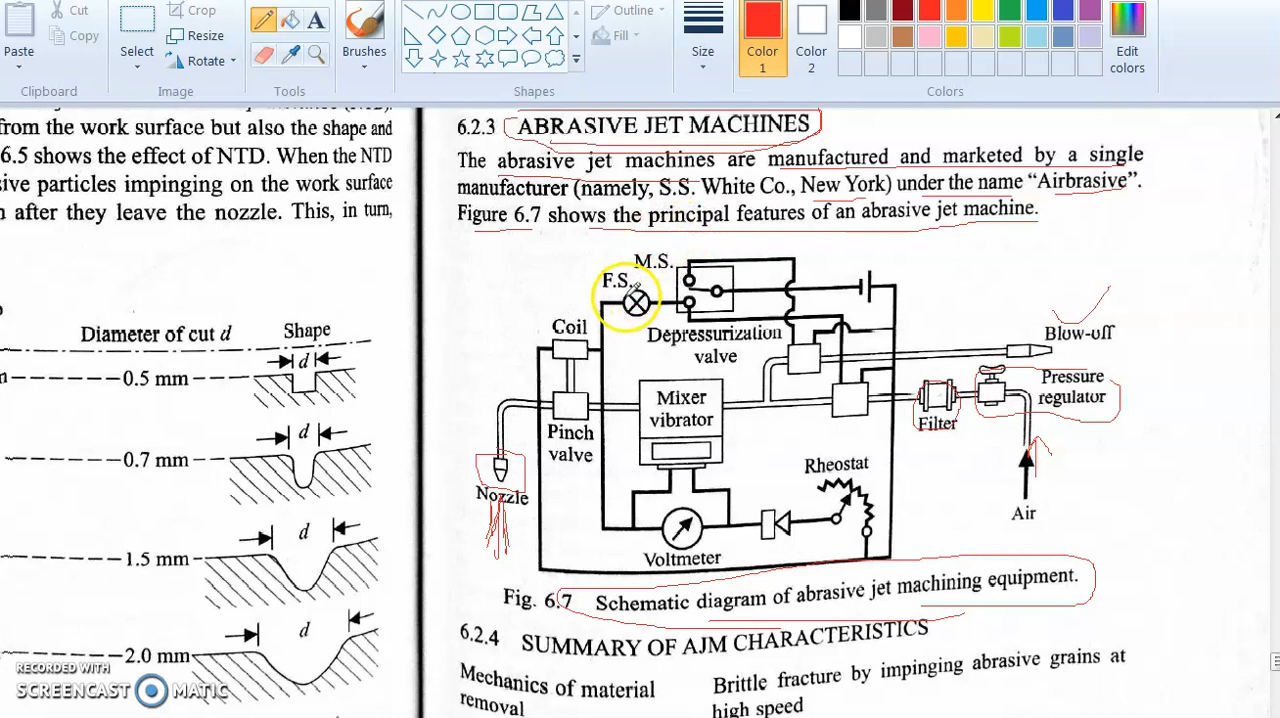 Paste
Cut
Copy
Clipboard
Select
Crop
Resize
Rotate
Image
A
Tools
Brushes
Shapes
Outline
Fill
Size
Color
1
Color
2
Edit
colors
Colors
from the work surface but also the shape and
6.5 shows the effect of NTD. When the NTD
sive particles impinging on the work surface
after they leave the nozzle. This, in turn,
Diameter of cut d Shape
d
0.5 mm
d
0.7 mm
d
1.5 mm
d
2.0 mm
6.2.3 ABRASIVE JET MACHINES
The abrasive jet machines are manufactured and marketed by a single
manufacturer (namely, S.S. White Co., New York) under the name “Airbrasive”.
Figure 6.7 shows the principal features of an abrasive jet machine.
M.S.
F.S.
Coil
Depressurization
valve
Blow-off
Pressure
regulator
Mixer
vibrator
Pinch
valve
Filter
Nozzle
Rheostat
Air
Voltmeter
Fig. 6.7 Schematic diagram of abrasive jet machining equipment.
6.2.4 SUMMARY OF AJM CHARACTERISTICS
Mechanics of material
removal
Brittle fracture by impinging abrasive grains at
high speed
RECORDED WITH
SCREENCAST MATIC